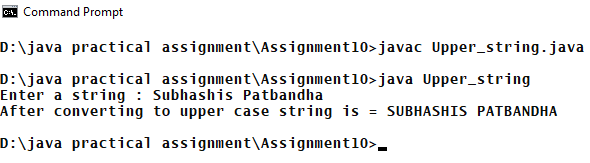 Command Prompt
D:\java practical assignment\Assignment10>javac Upper_string.java
D:\java practical assignment\Assignment10>java Upper_string
Enter a string : Subhashis Patbandha
After converting to upper case string is = SUBHASHIS PATBANDHA
D:\java practical assignment\Assignment10>